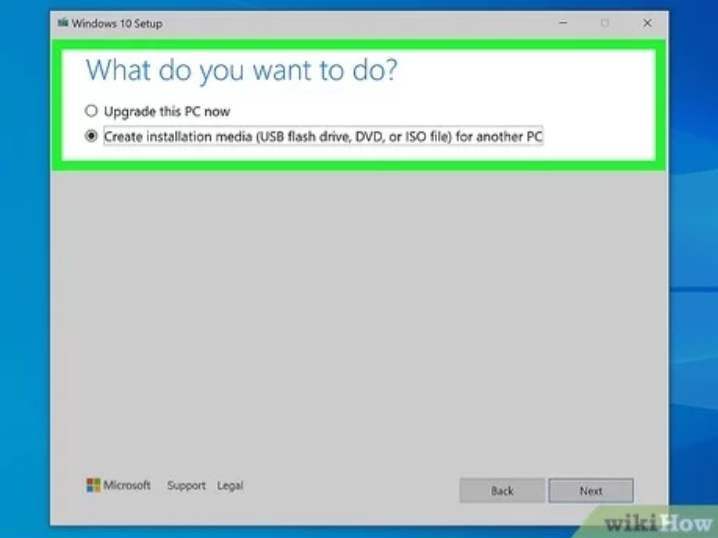 Windows 10 Setup
What do you want to do?
Upgrade this PC now
Create installation media (USB flash drive, DVD, or ISO file) for another PC
Microsoft Support Legal
Back Next
wikiHow